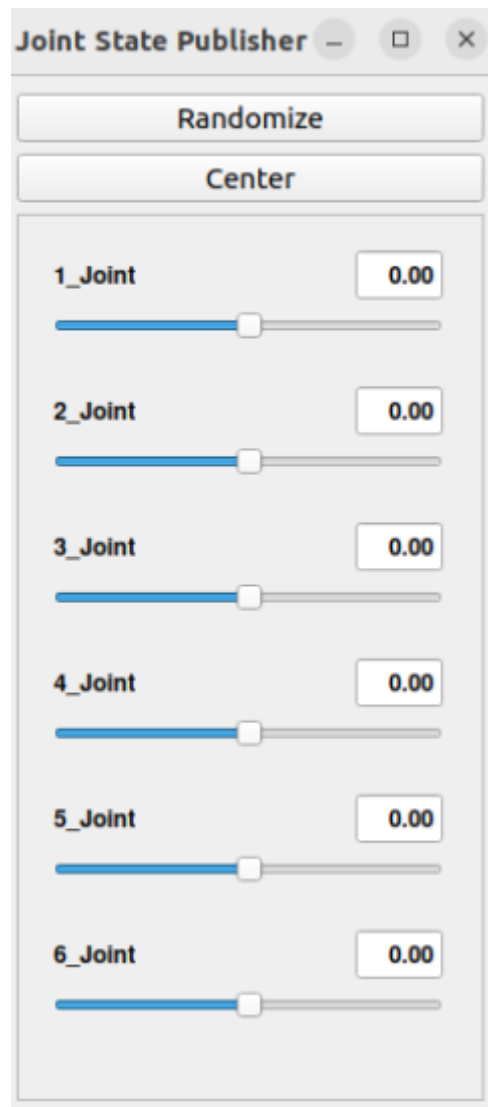 Joint State Publisher
Randomize
Center
1_Joint 0.00
2_Joint 0.00
3_Joint 0.00
4_Joint 0.00
5_Joint 0.00
6_Joint 0.00